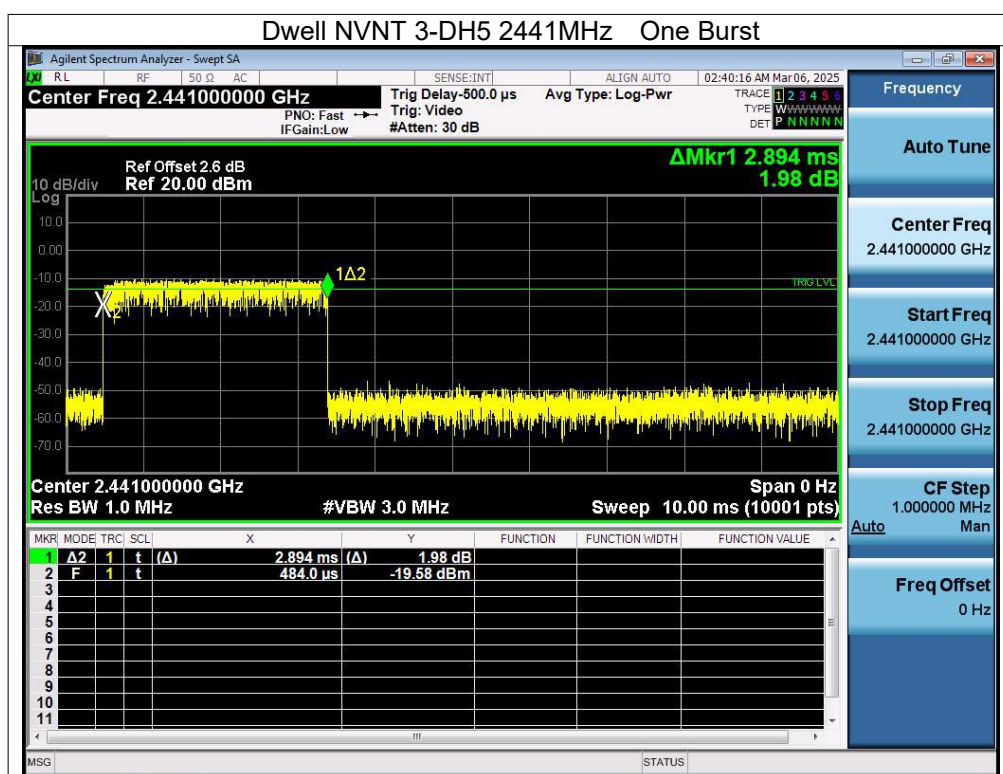 Dwell NVNT 3-DH5 2441MHz One Burst
Agilent Spectrum Analyzer - Swept SA
LXI RL RF 50 Ω AC SENSE:INT ALIGN AUTO 02:40:16 AM Mar 06, 2025
Center Freq 2.441000000 GHz
PNO: Fast
IFGain:Low
Trig Delay-500.0 µs
Trig: Video
#Atten: 30 dB
Avg Type: Log-Pwr
TRACE 1 2 3 4 5 6
TYPE WWWWWW
DET P N N N N N
ΔMkr1 2.894 ms
1.98 dB
Ref Offset 2.6 dB
10 dB/div Ref 20.00 dBm
Log
10.0
0.00
-10.0
-20.0
-30.0
-40.0
-50.0
-60.0
-70.0
1Δ2
TRIG LVL
X2
Center 2.441000000 GHz Span 0 Hz
Res BW 1.0 MHz #VBW 3.0 MHz Sweep 10.00 ms (10001 pts)
MKR MODE TRC SCL X Y FUNCTION FUNCTION WIDTH FUNCTION VALUE
1 Δ2 1 t (Δ) 2.894 ms (Δ) 1.98 dB
2 F 1 t 484.0 µs -19.58 dBm
3
4
5
6
7
8
9
10
11
MSG STATUS
Frequency
Auto Tune
Center Freq
2.441000000 GHz
Start Freq
2.441000000 GHz
Stop Freq
2.441000000 GHz
CF Step
1.000000 MHz
Auto Man
Freq Offset
0 Hz